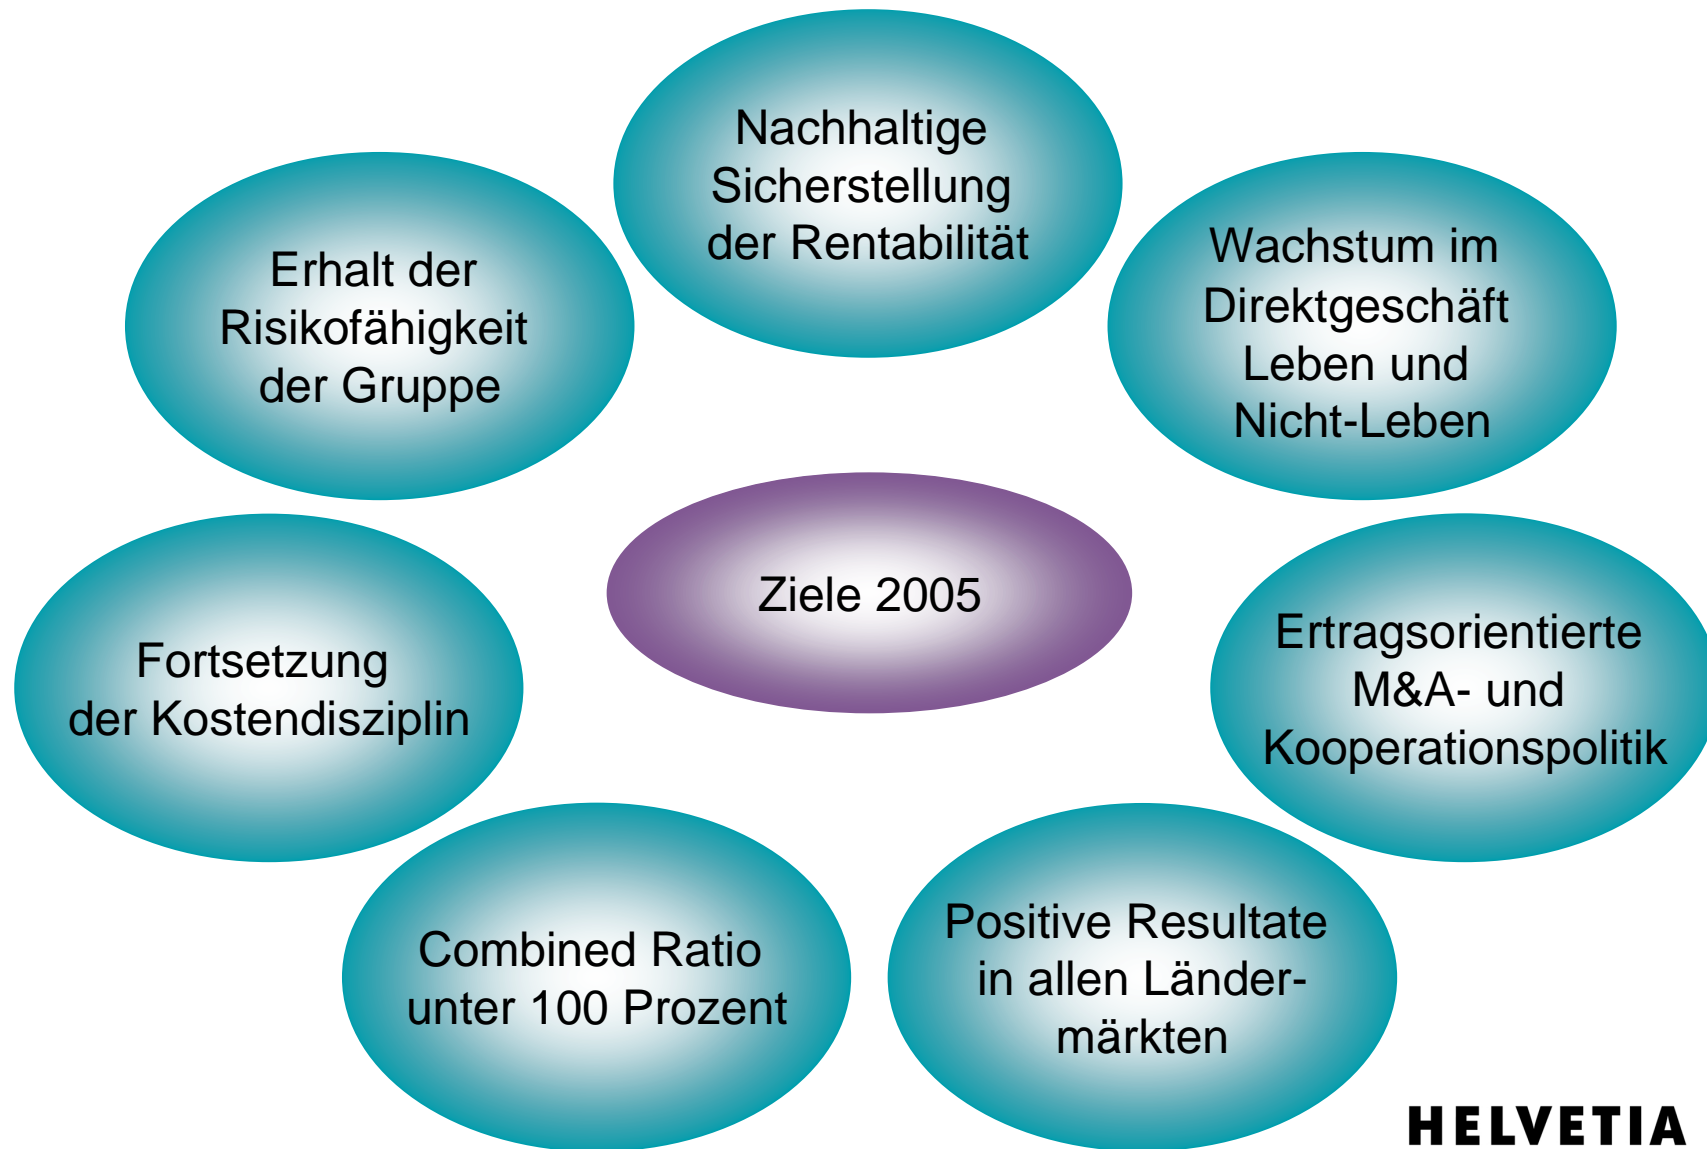 Nachhaltige
Sicherstellung
der Rentabilität
Wachstum im
Direktgeschäft
Leben und
Nicht-Leben
Ertragsorientierte
M&A- und
Kooperationspolitik
Positive Resultate
in allen Länder-
märkten
Combined Ratio
unter 100 Prozent
Fortsetzung
der Kostendisziplin
Erhalt der
Risikofähigkeit
der Gruppe
Ziele 2005
HELVETIA